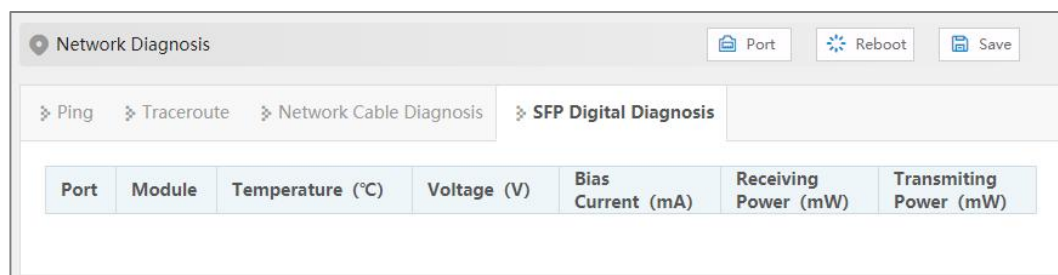 Network Diagnosis Port Reboot Save
Ping Traceroute Network Cable Diagnosis SFP Digital Diagnosis
Port Module Temperature (℃) Voltage (V) Bias Current (mA) Receiving Power (mW) Transmiting Power (mW)